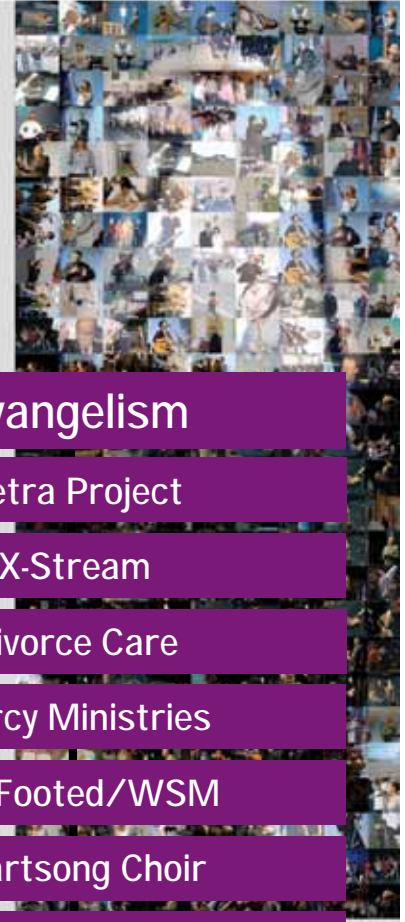 vangelism
etra Project
X-Stream
ivorce Care
rcy Ministries
Footed/WSM
artsong Choir